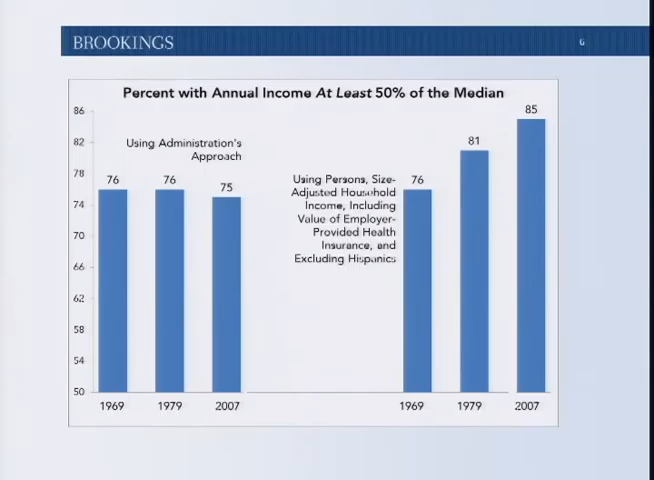 BROOKINGS
6
Percent with Annual Income At Least 50% of the Median
86
82
78
74
70
66
62
58
54
50
Using Administration's
Approach
76
76
75
Using Persons, Size-
Adjusted Household
Income, Including
Value of Employer-
Provided Health
Insurance, and
Excluding Hispanics
76
81
85
1969
1979
2007
1969
1979
2007